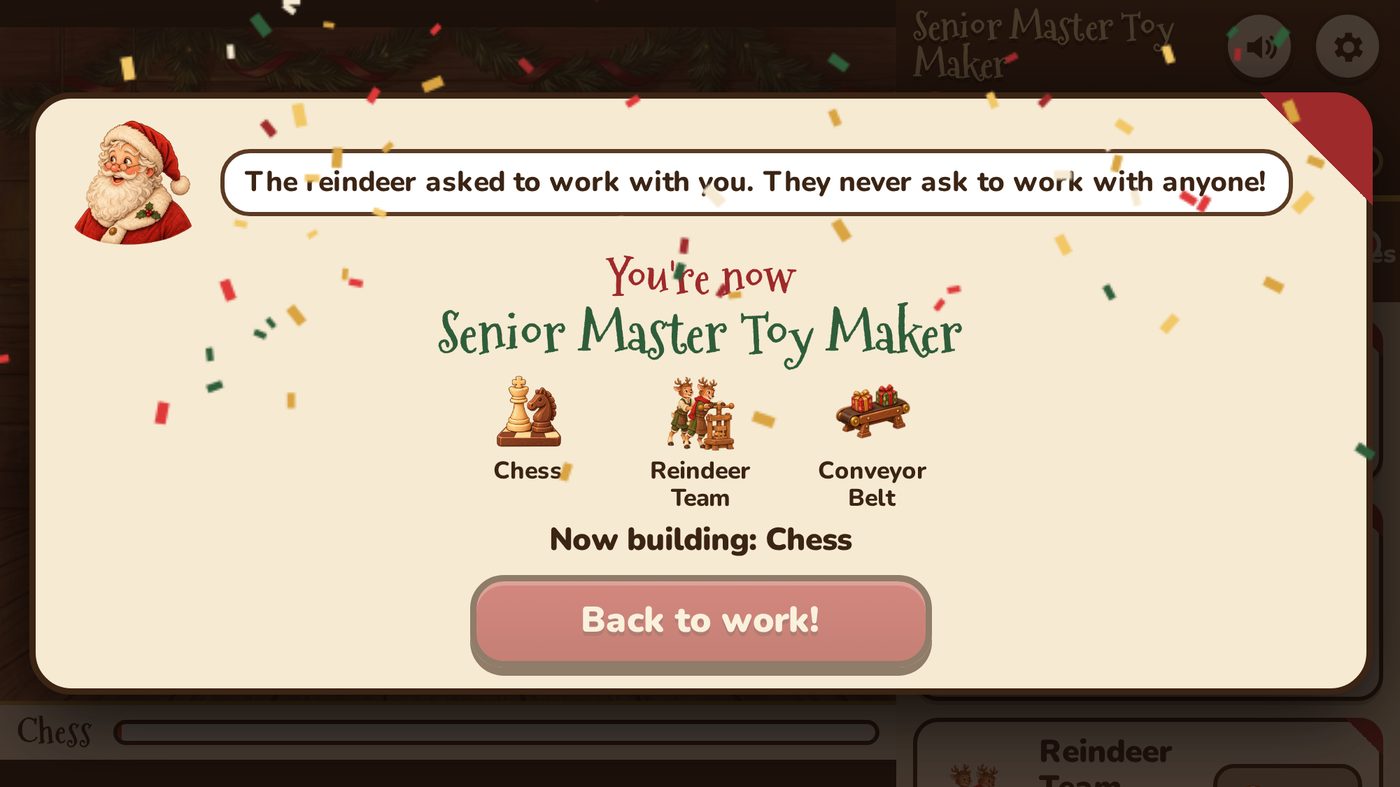 Senior Master Toy
Maker
The reindeer asked to work with you. They never ask to work with anyone!
You're now
Senior Master Toy Maker
Chess
Reindeer
Team
Conveyor
Belt
Now building: Chess
Back to work!
Chess
Reindeer
Team